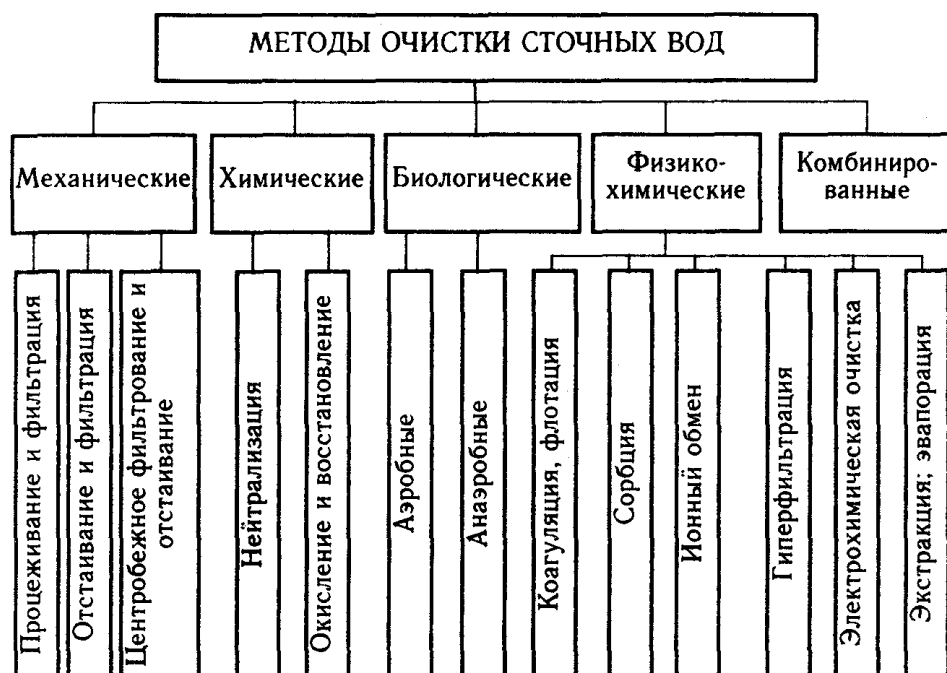 МЕТОДЫ ОЧИСТКИ СТОЧНЫХ ВОД
Механические
Химические
Биологические
Физико-
химические
Комбиниро-
ванные
Процеживание и фильтрация
Отстаивание и фильтрация
Центробежное фильтрование и
отстаивание
Нейтрализация
Окисление и восстановление
Аэробные
Анаэробные
Коагуляция, флотация
Сорбция
Ионный обмен
Гиперфильтрация
Электрохимическая очистка
Экстракция; эвапорация